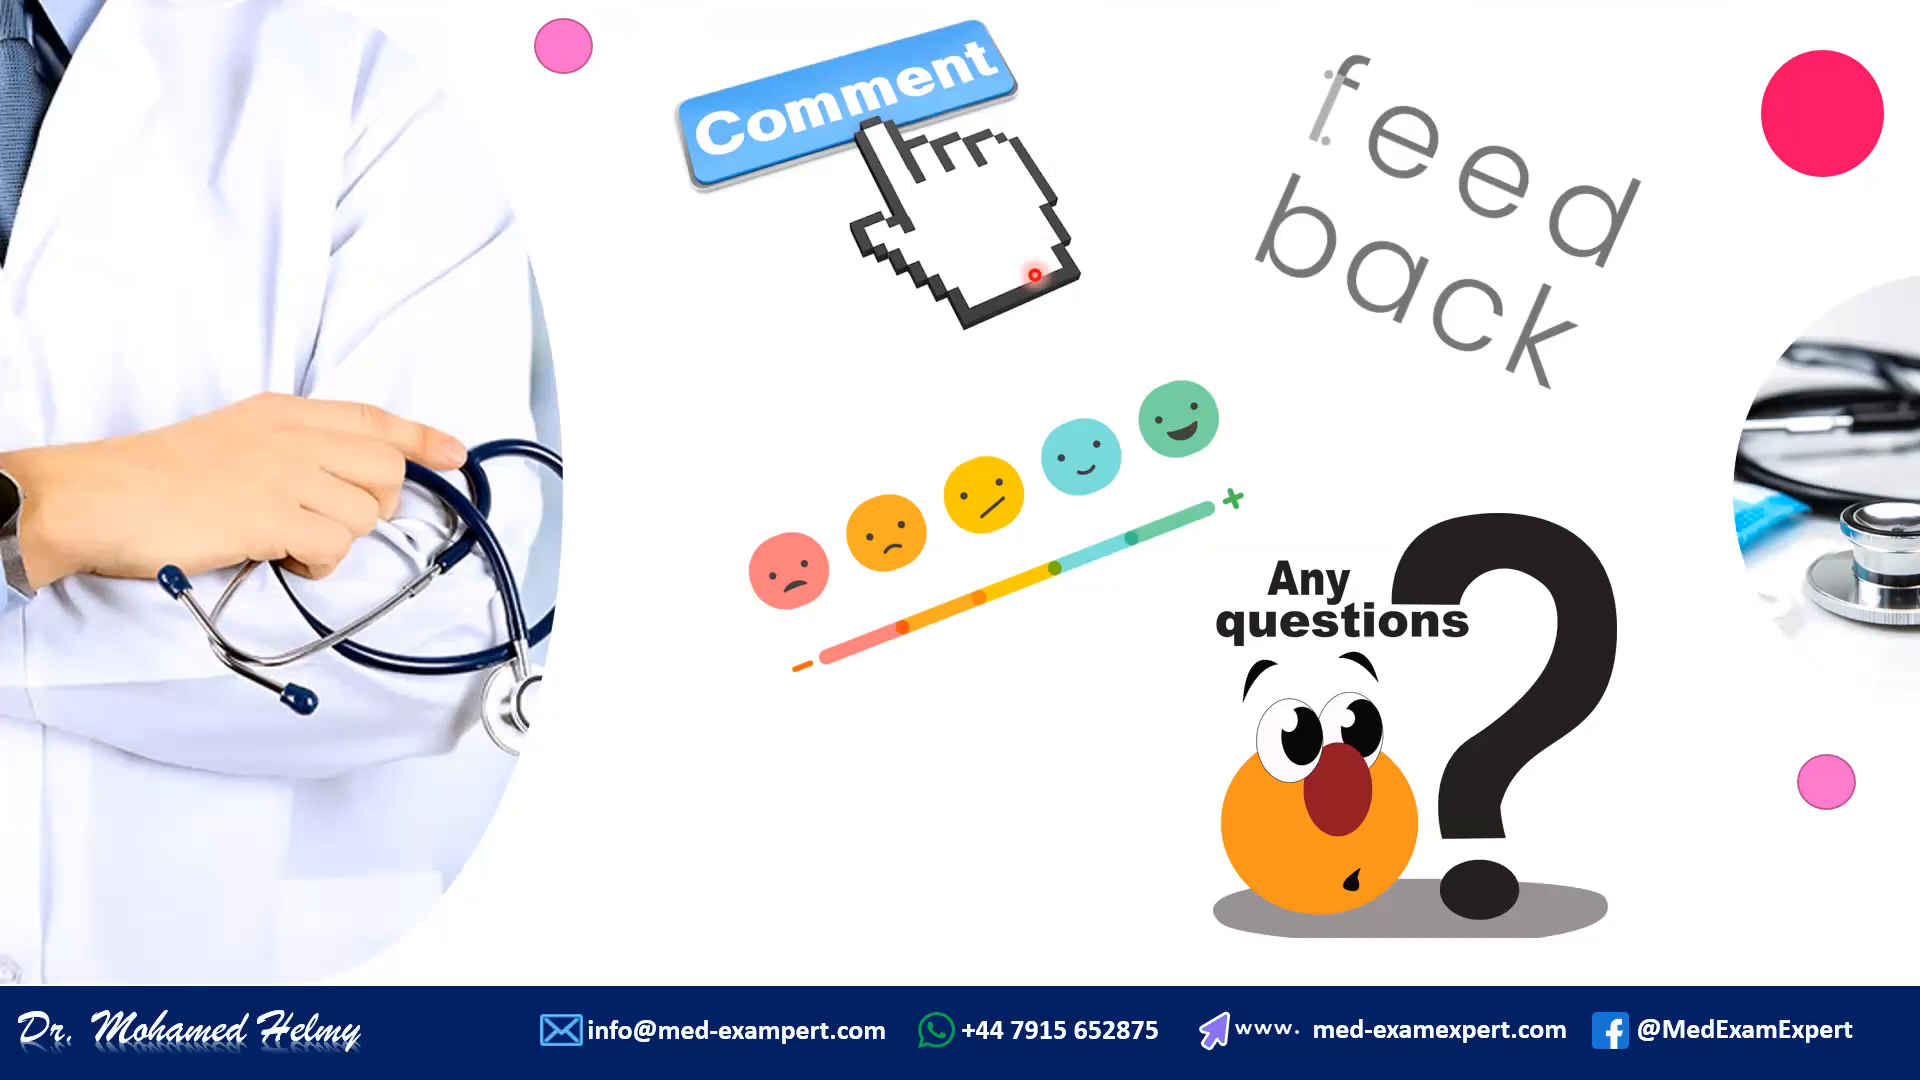 Comment
feed
back
Any
questions
?
Dr. Mohamed Helmy
info@med-exampert.com
+44 7915 652875
www. med-examexpert.com
@MedExamExpert